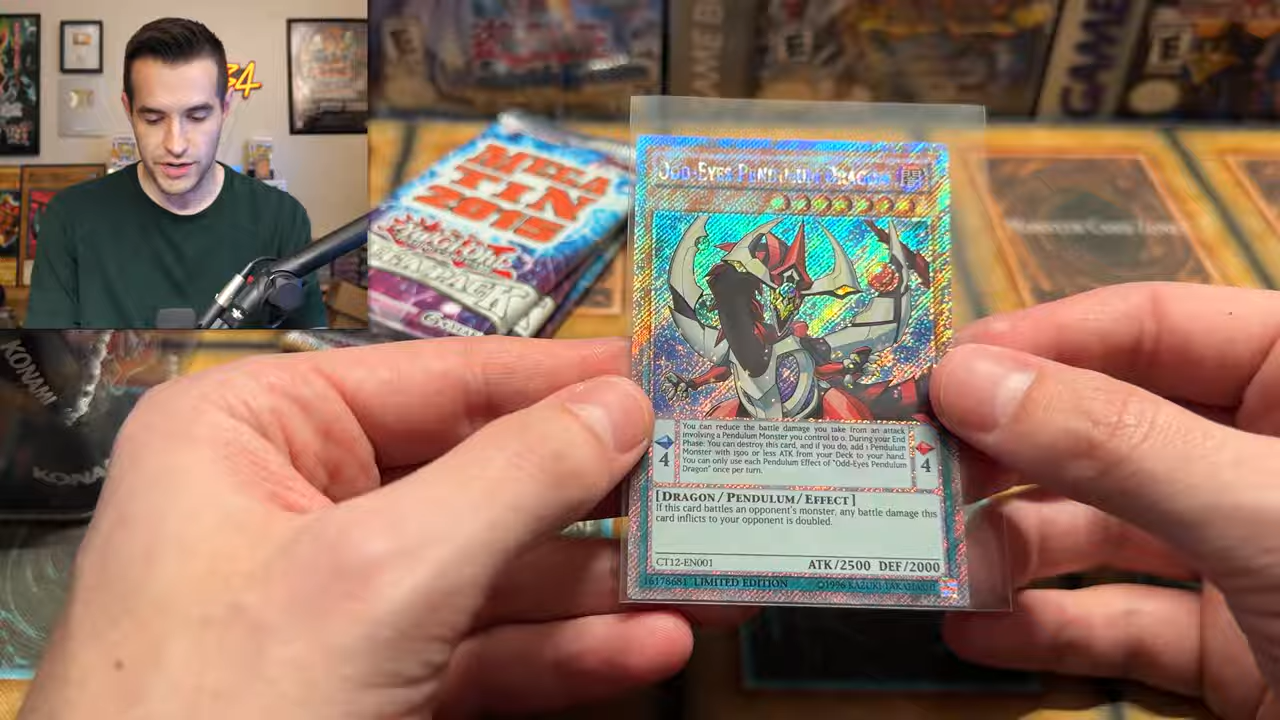 34
GAME B
E
E
GAME
MEGA
TIN
2015
Yu-Gi-Oh!
KONAMI
KONAMI
Odd-Eyes Pendulum Dragon
闇
You can reduce the battle damage you take from an attack
involving a Pendulum Monster you control to 0. During your End
Phase: You can destroy this card, and if you do, add 1 Pendulum
Monster with 1500 or less ATK from your Deck to your hand.
You can only use each Pendulum Effect of "Odd-Eyes Pendulum
Dragon" once per turn.
4
4
[Dragon/Pendulum/Effect]
If this card battles an opponent's monster, any battle damage this
card inflicts to your opponent is doubled.
CT12-EN001
ATK/2500 DEF/2000
16178681 LIMITED EDITION
©1996 KAZUKI TAKAHASHI